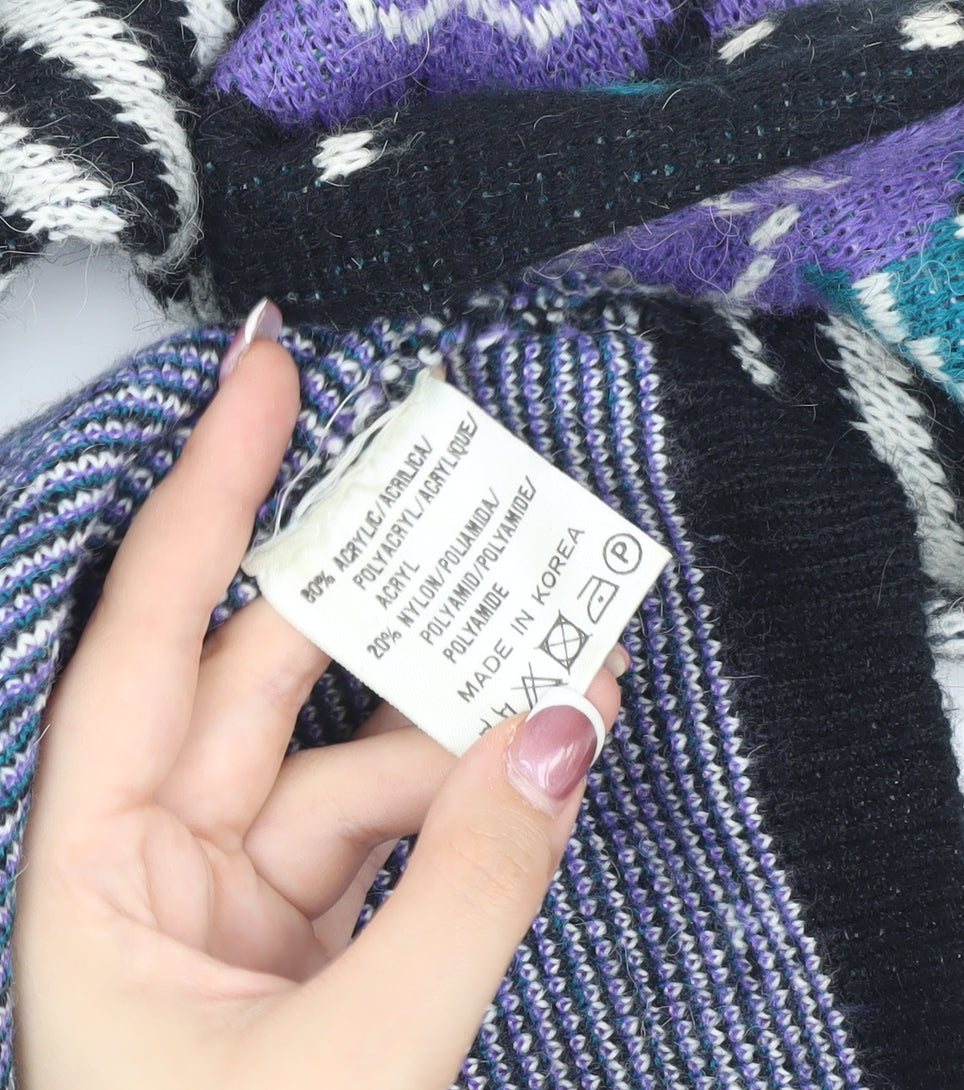 80% ACRYLIC/ACRILICA/
POLYACRYL/ACRYLIQUE/
ACRYL
20% NYLON/POLIAMIDA/
POLYAMID/POLYAMIDE/
POLYAMIDE
MADE IN KOREA
P